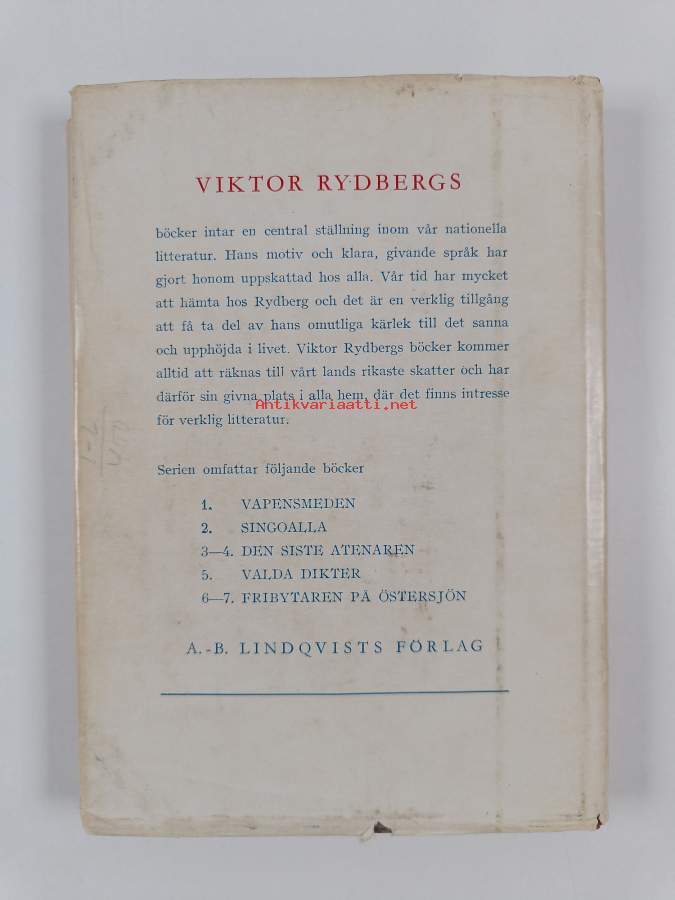 VIKTOR RYDBERGS
böcker intar en central ställning inom vår nationella
litteratur. Hans motiv och klara, givande språk har
gjort honom uppskattad hos alla. Vår tid har mycket
att hämta hos Rydberg och det är en verklig tillgång
att få ta del av hans omutliga kärlek till det sanna
och upphöjda i livet. Viktor Rydbergs böcker kommer
alltid att räknas till vårt lands rikaste skatter och har
därför sin givna plats i alla hem, där det finns intresse
Antikvariaatti.net
för verklig litteratur.
Serien omfattar följande böcker
1. VAPENSMEDEN
2. SINGOALLA
3—4. DEN SISTE ATENAREN
5. VALDA DIKTER
6—7. FRIBYTAREN PÅ ÖSTERSJÖN
A.-B. LINDQVISTS FÖRLAG